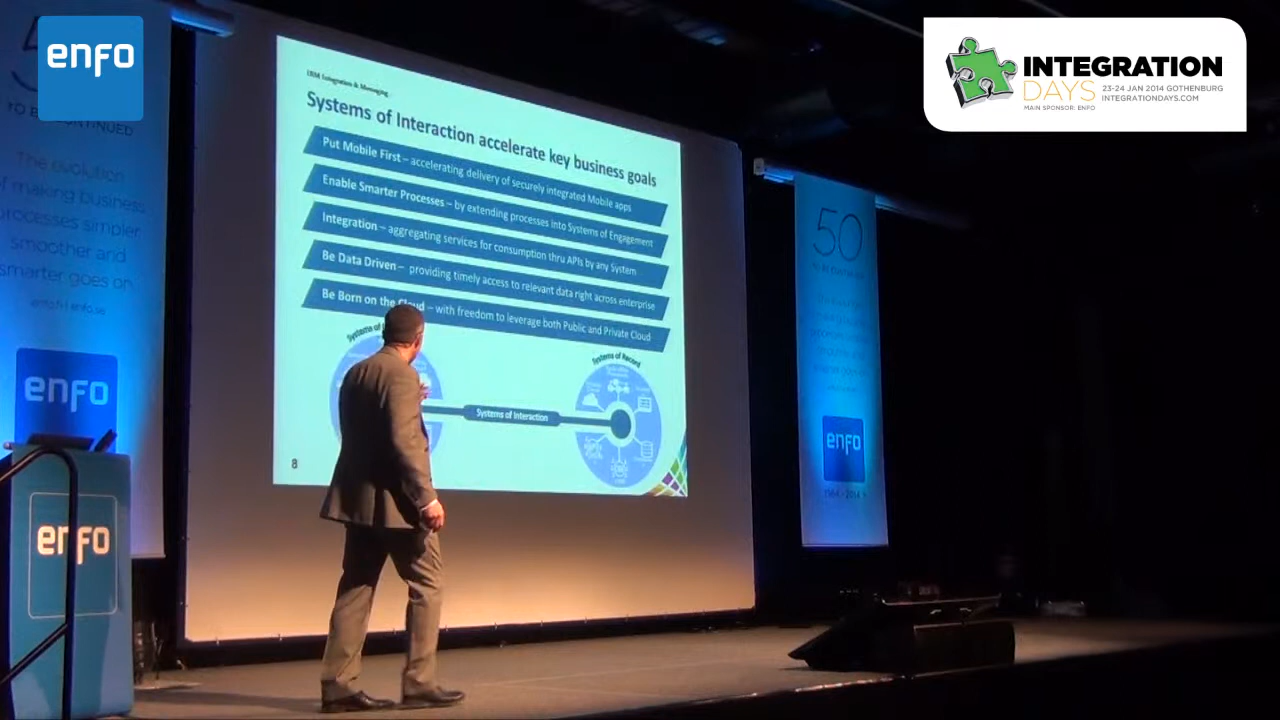 enfo
INTEGRATION
DAYS
23-24 JAN 2014 GOTHENBURG
INTEGRATIONDAYS.COM
MAIN SPONSOR: ENFO
The evolution
of making business
processes simpler
smoother and
smarter goes on
enfo
enfo
IBM Integration & Messaging
Systems of Interaction accelerate key business goals
Put Mobile First – accelerating delivery of securely integrated Mobile apps
Enable Smarter Processes – by extending processes into Systems of Engagement
Integration – aggregating services for consumption thru APIs by any System
Be Data Driven – providing timely access to relevant data right across enterprise
Be Born on the Cloud – with freedom to leverage both Public and Private Cloud
Systems of
Systems of Record
Systems of Interaction
8
50
enfo
1964 - 2014